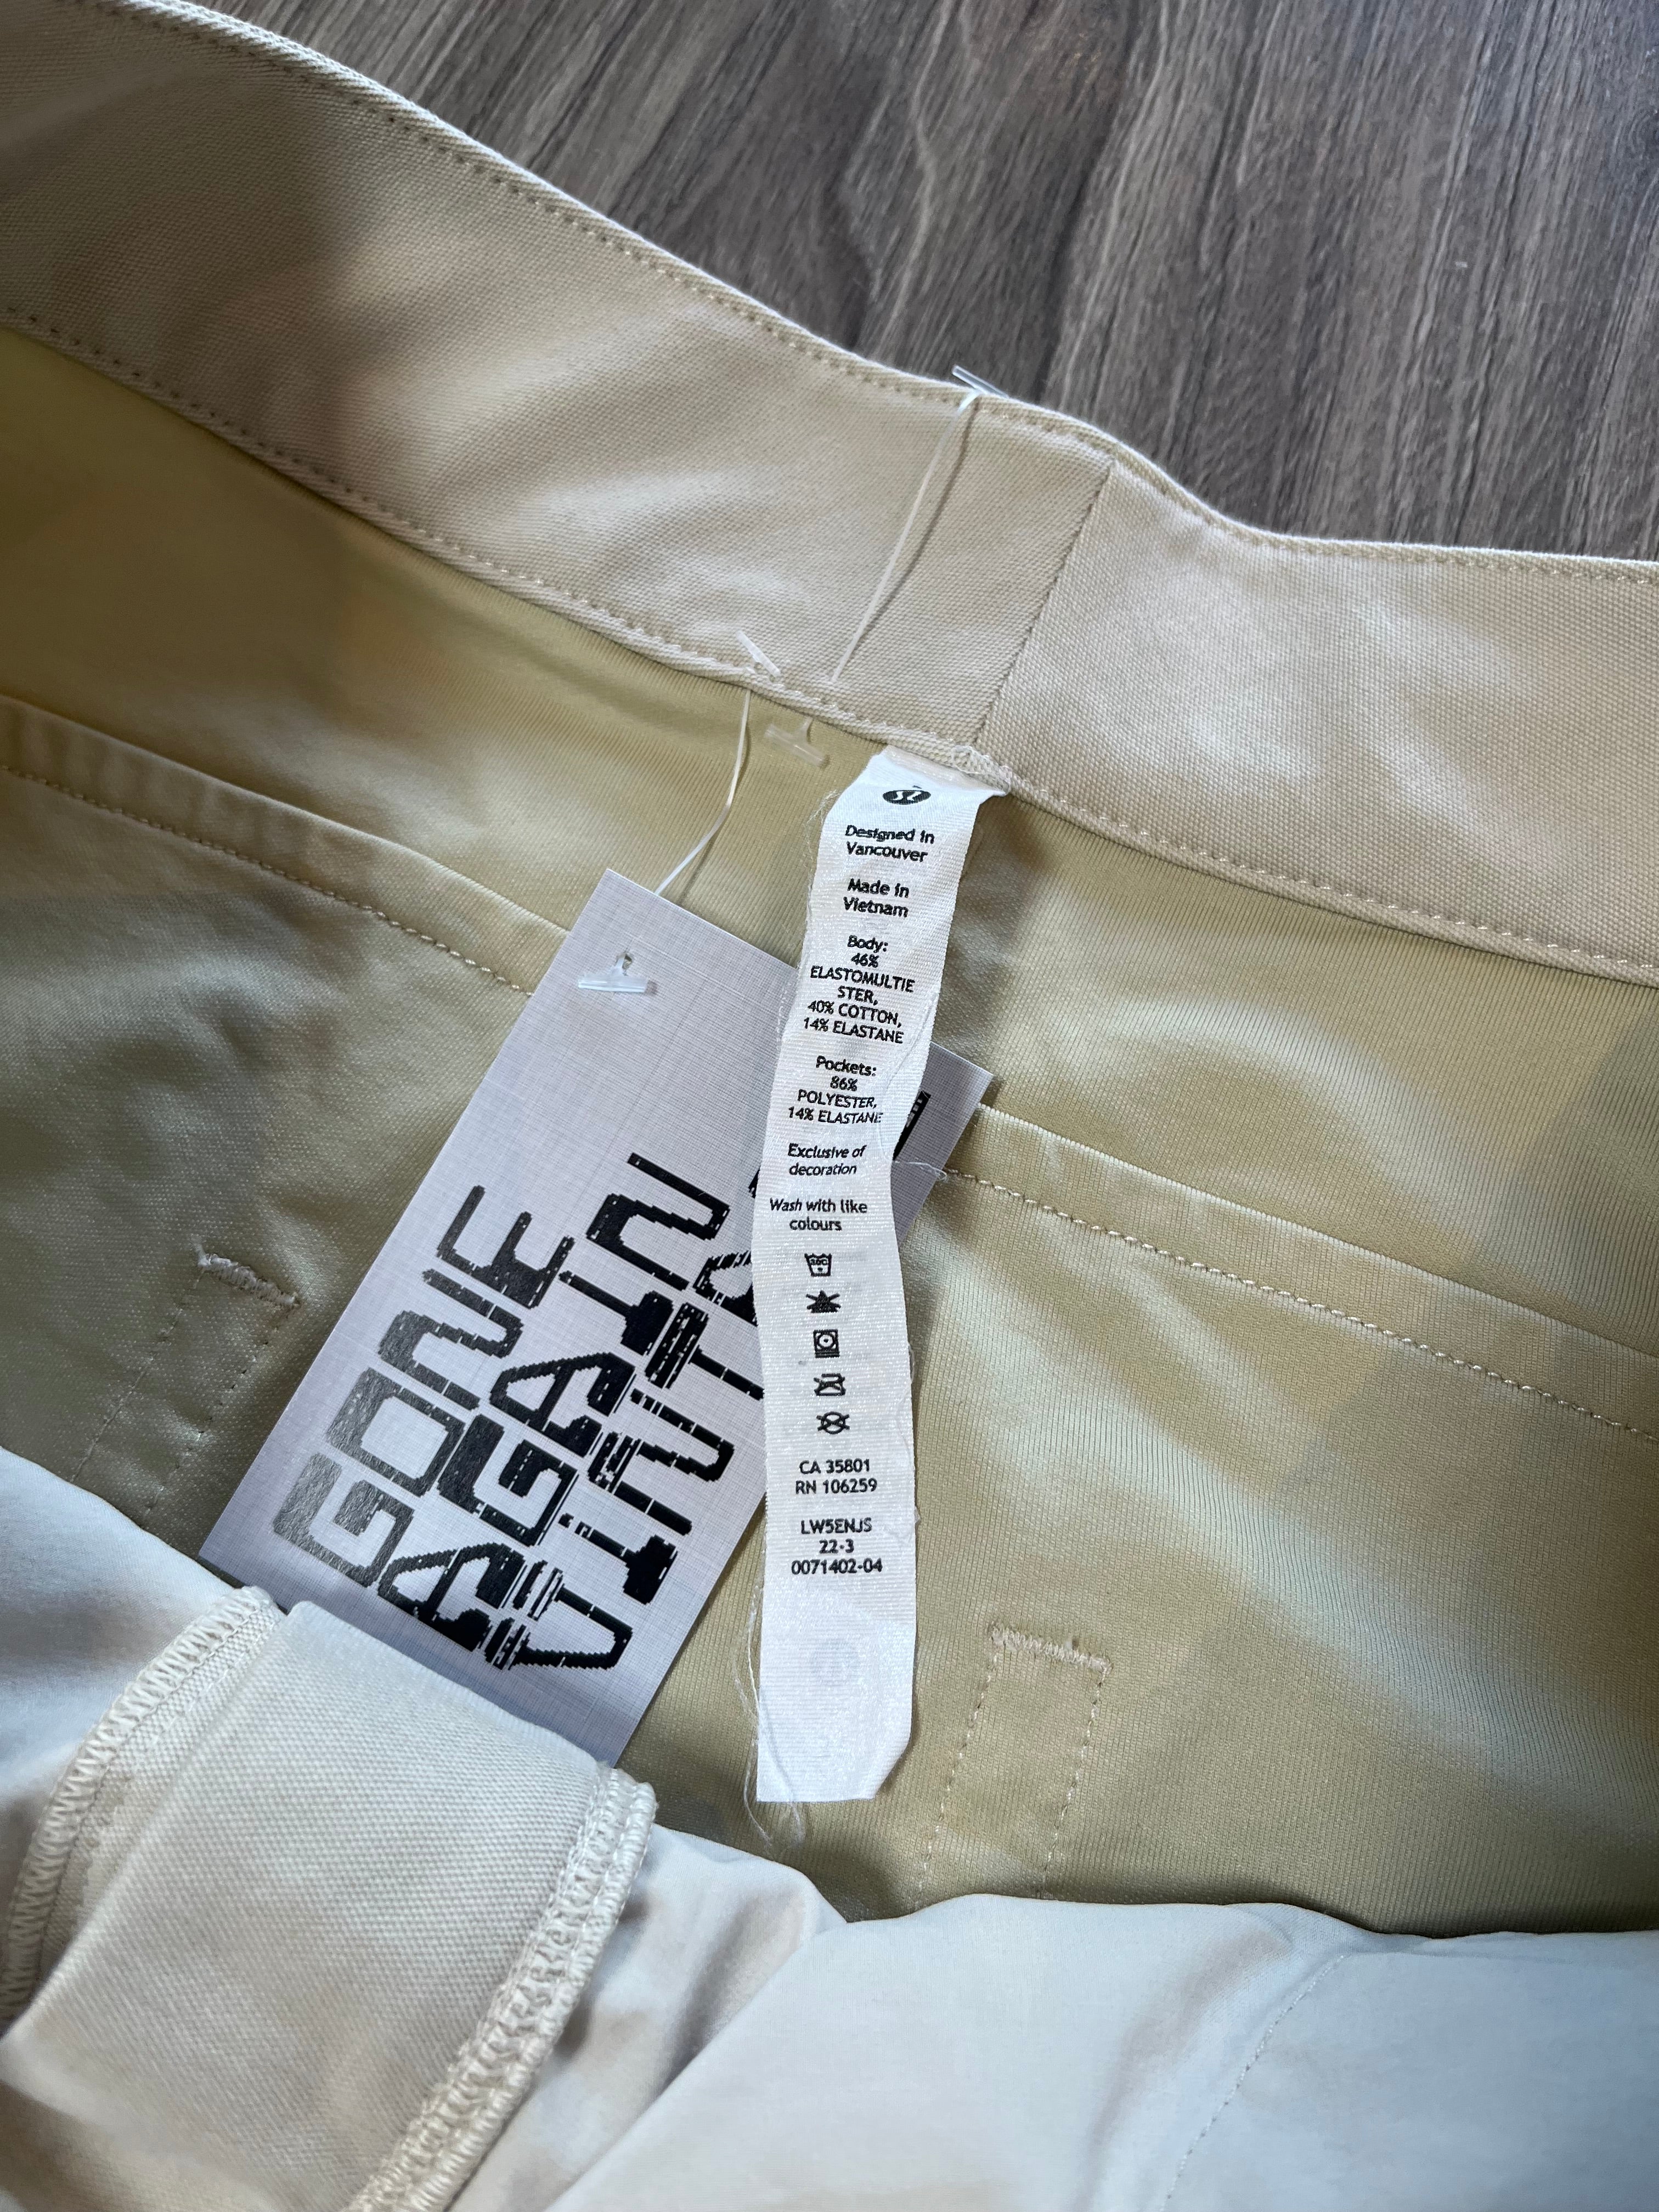 Designed in
Vancouver
Made in
Vietnam
Body:
46%
ELASTOMULTIE
STER,
40% COTTON,
14% ELASTANE
Pockets:
86%
POLYESTER,
14% ELASTANE
Exclusive of
decoration
Wash with like
colours
30C
CA 35801
RN 106259
LW5ENJS
22-3
0071402-04
GONE
AGAIN